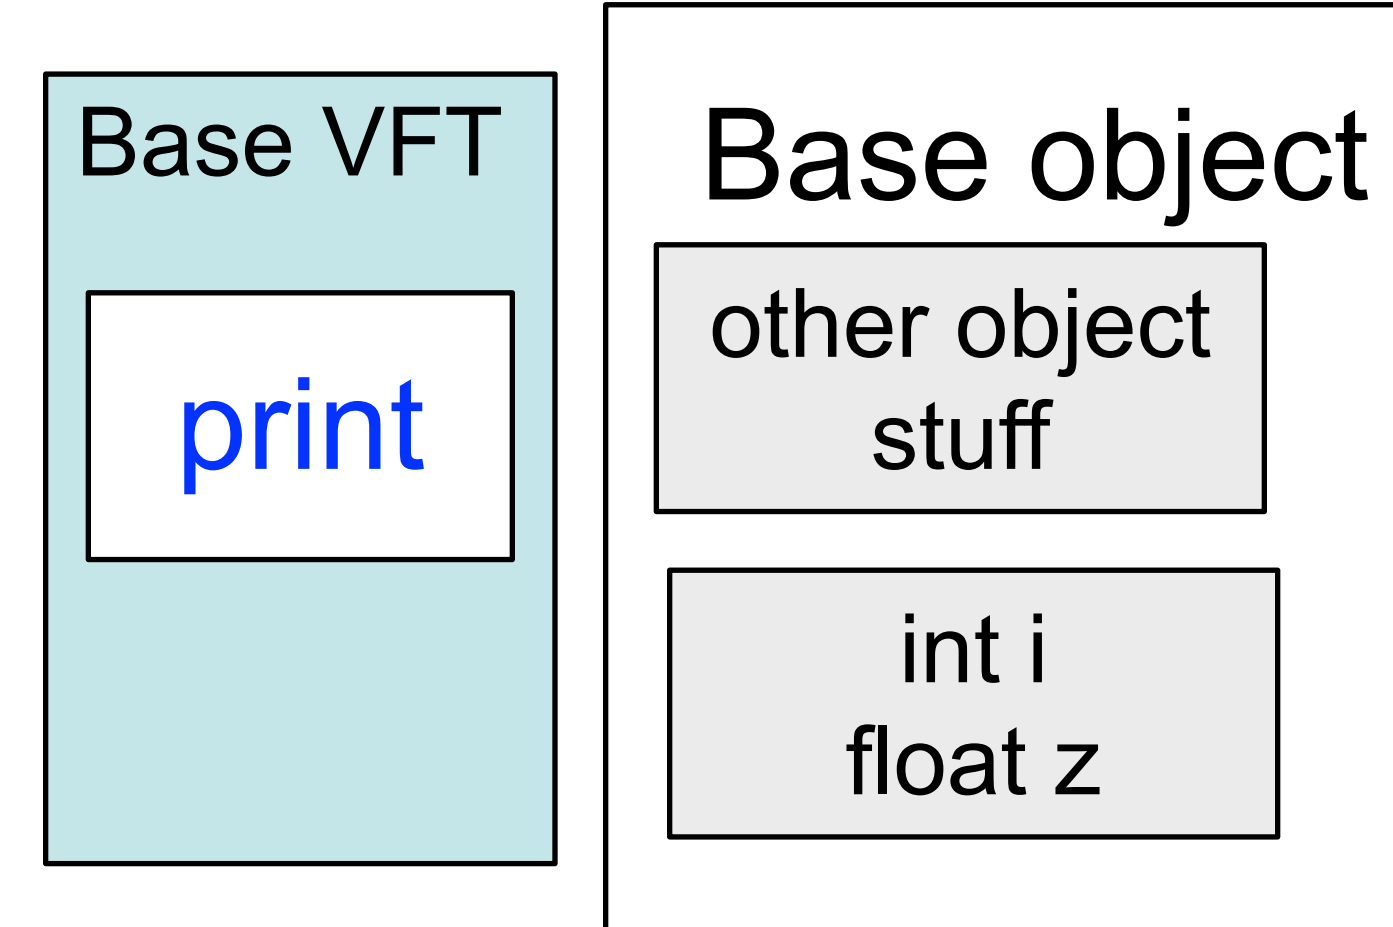 Base VFT
print
Base object
other object
stuff
int i
float z